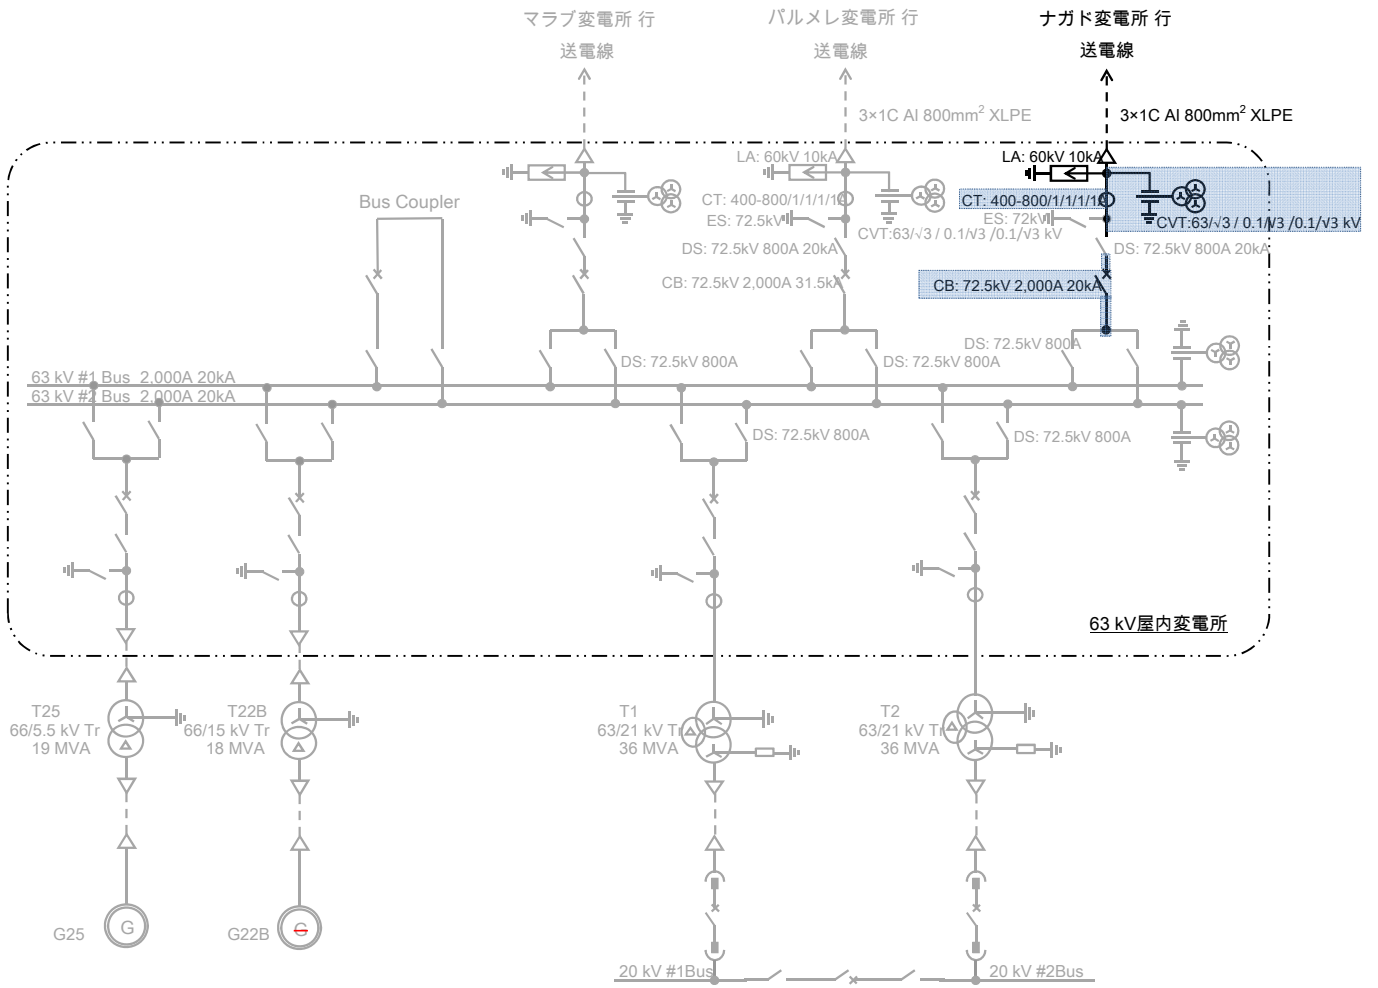 マラブ変電所 行
送電線
パルメレ変電所 行
送電線
ナガド変電所 行
送電線
3×1C Al 800mm² XLPE
3×1C Al 800mm² XLPE
LA: 60kV 10kA
LA: 60kV 10kA
Bus Coupler
CT: 400-800/1/1/1/1A
CT: 400-800/1/1/1/1A
ES: 72.5kV
ES: 72kV
CVT:63/√3 / 0.1/√3 /0.1/√3 kV
CVT:63/√3 / 0.1/√3 /0.1/√3 kV
DS: 72.5kV 800A 20kA
DS: 72.5kV 800A 20kA
CB: 72.5kV 2,000A 31.5kA
CB: 72.5kV 2,000A 20kA
DS: 72.5kV 800A
DS: 72.5kV 800A
DS: 72.5kV 800A
63 kV #1 Bus 2,000A 20kA
63 kV #2 Bus 2,000A 20kA
DS: 72.5kV 800A
DS: 72.5kV 800A
63 kV屋内変電所
T25
66/5.5 kV Tr
19 MVA
T22B
66/15 kV Tr
18 MVA
T1
63/21 kV Tr
36 MVA
T2
63/21 kV Tr
36 MVA
G25
G
G22B
G
20 kV #1Bus
20 kV #2Bus